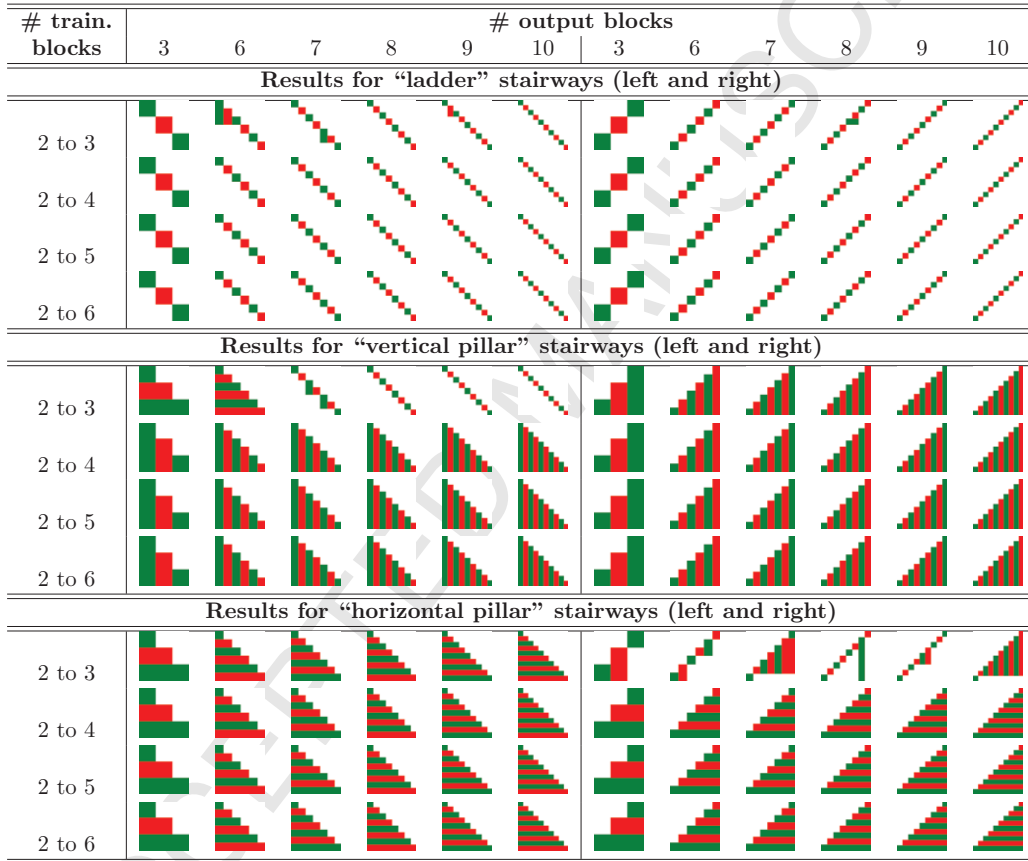 # train. # output blocks
blocks 3 6 7 8 9 10 3 6 7 8 9 10
Results for “ladder” stairways (left and right)
2 to 3
2 to 4
2 to 5
2 to 6
Results for “vertical pillar” stairways (left and right)
2 to 3
2 to 4
2 to 5
2 to 6
Results for “horizontal pillar” stairways (left and right)
2 to 3
2 to 4
2 to 5
2 to 6